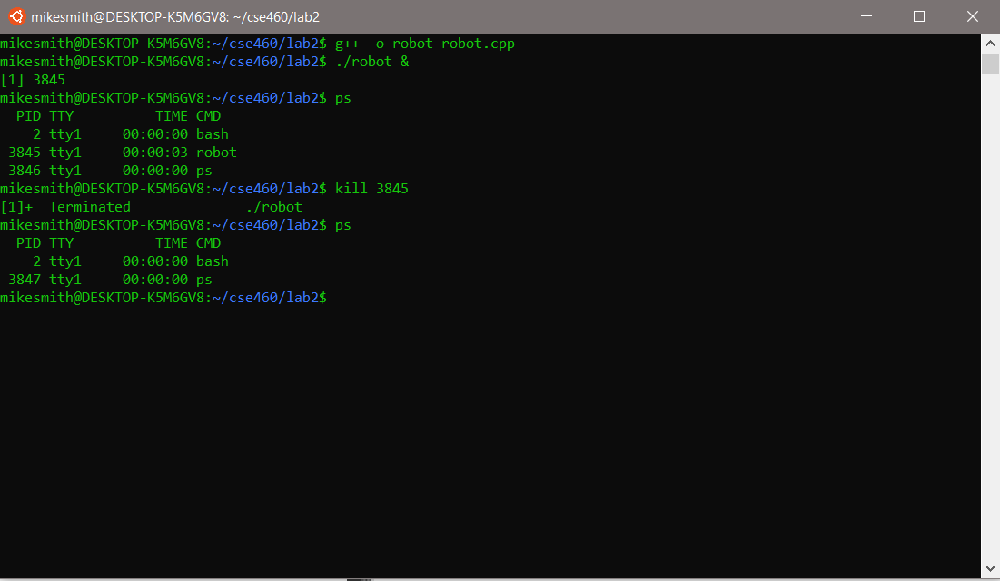 mikesmith@DESKTOP-K5M6GV8: ~/cse460/lab2
mikesmith@DESKTOP-K5M6GV8:~/cse460/lab2$ g++ -o robot robot.cpp
mikesmith@DESKTOP-K5M6GV8:~/cse460/lab2$ ./robot &
[1] 3845
mikesmith@DESKTOP-K5M6GV8:~/cse460/lab2$ ps
  PID TTY          TIME CMD
    2 tty1     00:00:00 bash
 3845 tty1     00:00:03 robot
 3846 tty1     00:00:00 ps
mikesmith@DESKTOP-K5M6GV8:~/cse460/lab2$ kill 3845
[1]+  Terminated              ./robot
mikesmith@DESKTOP-K5M6GV8:~/cse460/lab2$ ps
  PID TTY          TIME CMD
    2 tty1     00:00:00 bash
 3847 tty1     00:00:00 ps
mikesmith@DESKTOP-K5M6GV8:~/cse460/lab2$